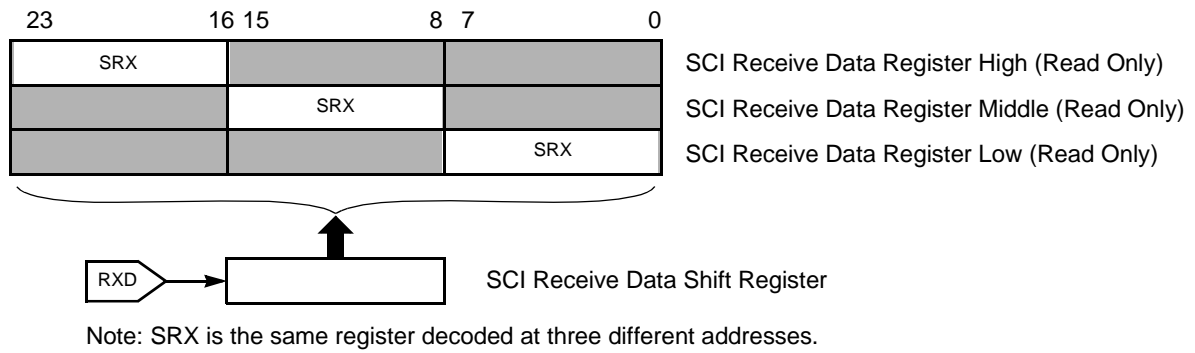 23 16 15 8 7 0
SRX SCI Receive Data Register High (Read Only)
SRX SCI Receive Data Register Middle (Read Only)
SRX SCI Receive Data Register Low (Read Only)
RXD SCI Receive Data Shift Register
Note: SRX is the same register decoded at three different addresses.